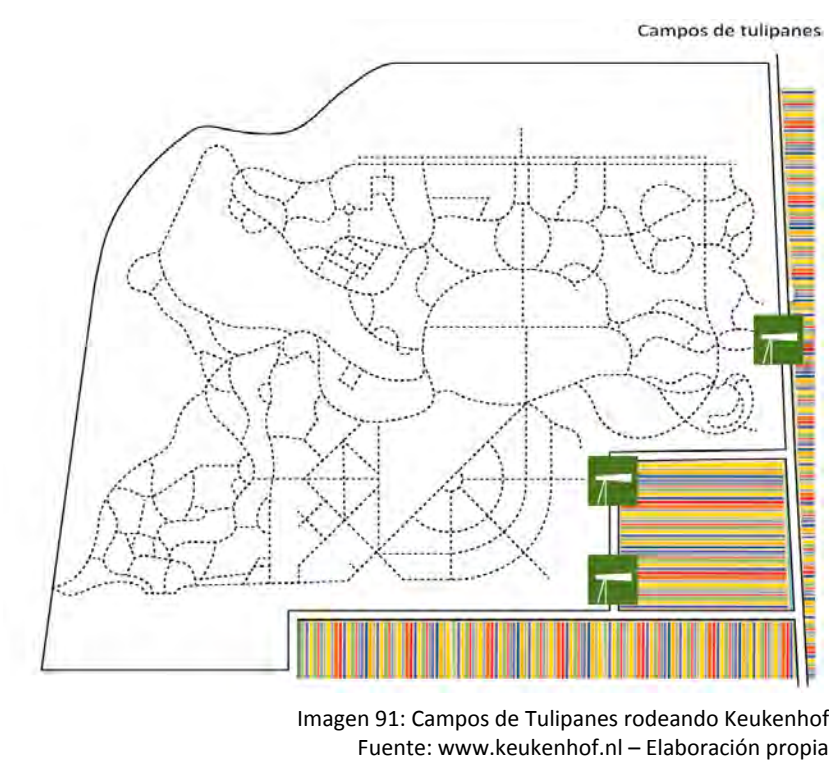 Campos de tulipanes
Imagen 91: Campos de Tulipanes rodeando Keukenhof
Fuente: www.keukenhof.nl – Elaboración propia